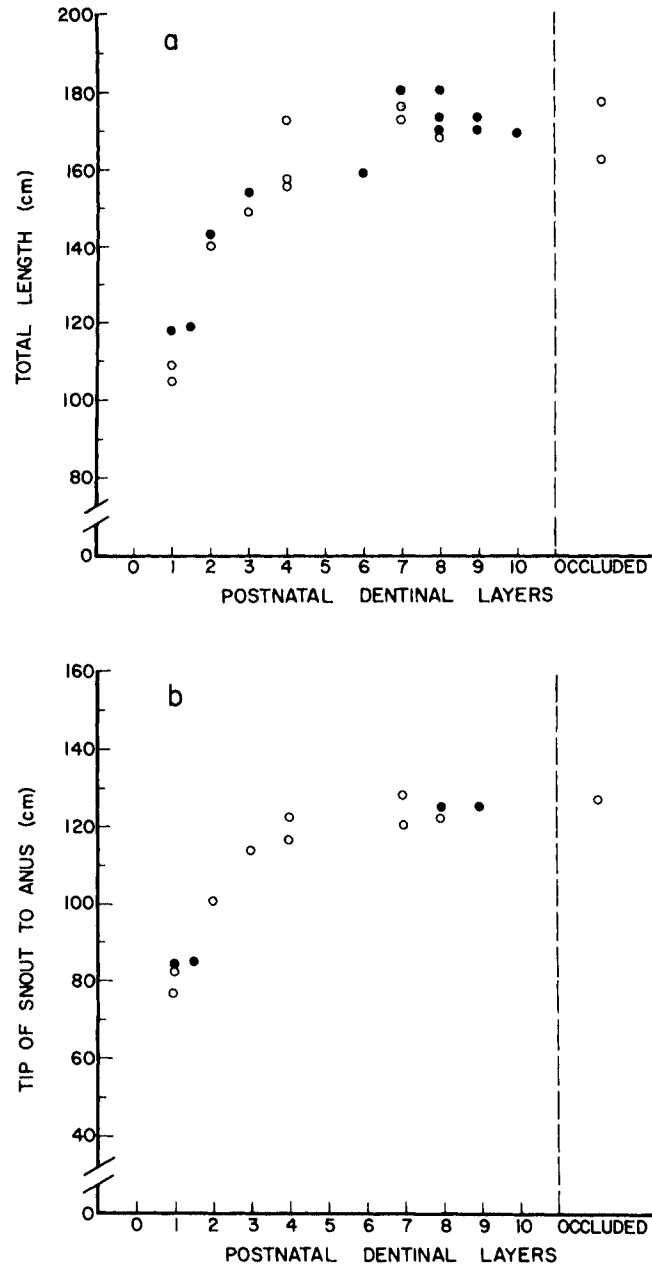 a
200
180
160
140
120
100
80
0
TOTAL LENGTH (cm)
0 1 2 3 4 5 6 7 8 9 10 OCCLUDED
POSTNATAL DENTINAL LAYERS
b
160
140
120
100
80
60
40
0
TIP OF SNOUT TO ANUS (cm)
0 1 2 3 4 5 6 7 8 9 10 OCCLUDED
POSTNATAL DENTINAL LAYERS